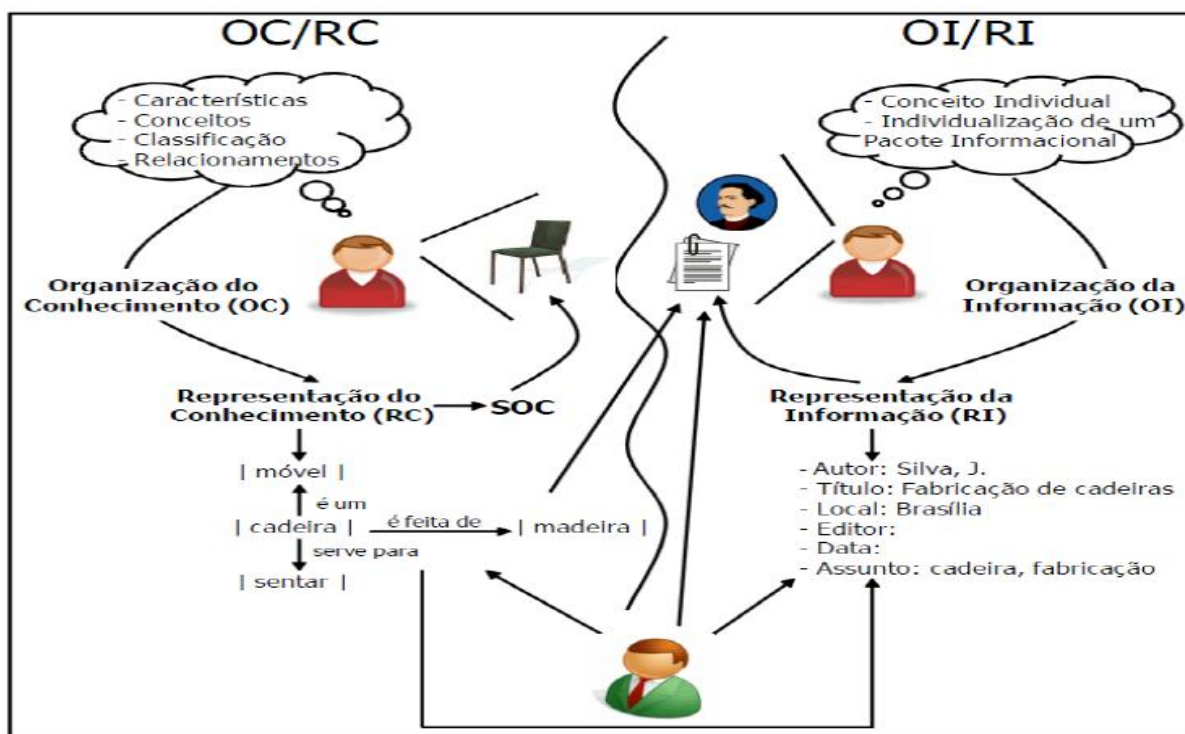 OC/RC
- Características
- Conceitos
- Classificação
- Relacionamentos
Organização do
Conhecimento (OC)
Representação do
Conhecimento (RC)
SOC
| móvel |
é um
| cadeira |
é feita de
| madeira |
serve para
| sentar |
OI/RI
- Conceito Individual
- Individualização de um
Pacote Informacional
Organização da
Informação (OI)
Representação da
Informação (RI)
- Autor: Silva, J.
- Título: Fabricação de cadeiras
- Local: Brasília
- Editor:
- Data:
- Assunto: cadeira, fabricação